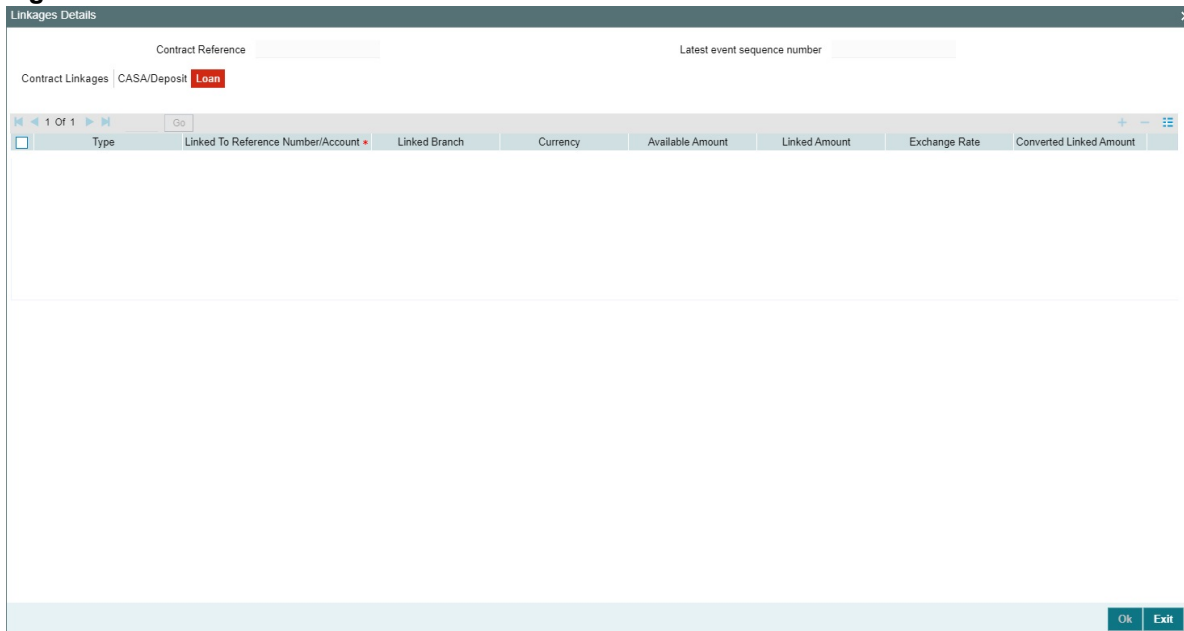 Linkages Details
Contract Reference Latest event sequence number
Contract Linkages CASA/Deposit Loan
1 Of 1 Go
Type Linked To Reference Number/Account * Linked Branch Currency Available Amount Linked Amount Exchange Rate Converted Linked Amount
Ok Exit